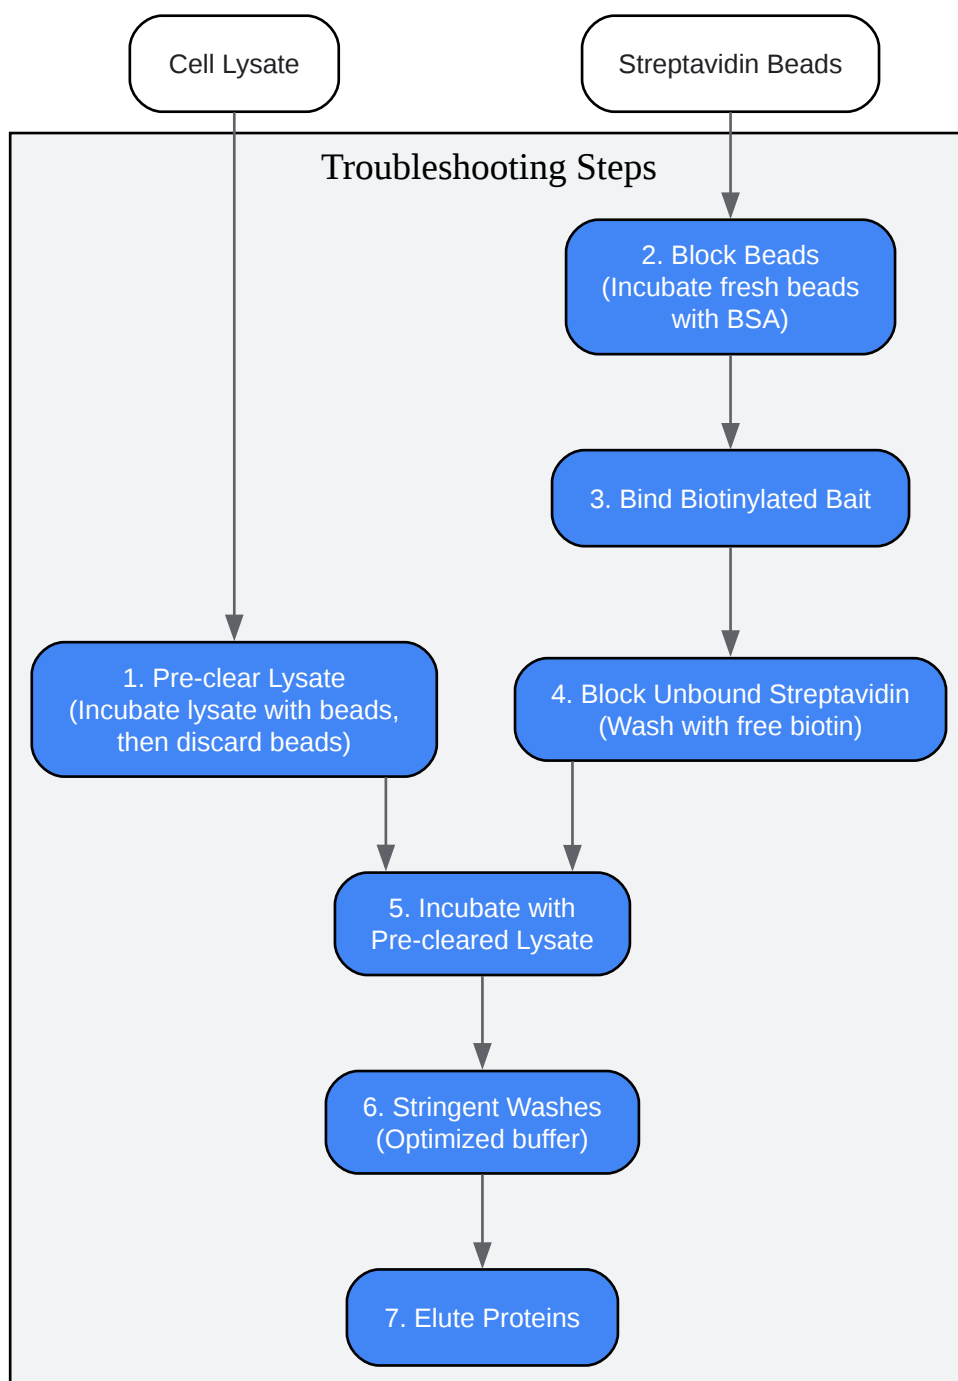 Cell Lysate
Streptavidin Beads
Troubleshooting Steps
2. Block Beads
(Incubate fresh beads
with BSA)
3. Bind Biotinylated Bait
1. Pre-clear Lysate
(Incubate lysate with beads,
then discard beads)
4. Block Unbound Streptavidin
(Wash with free biotin)
5. Incubate with
Pre-cleared Lysate
6. Stringent Washes
(Optimized buffer)
7. Elute Proteins